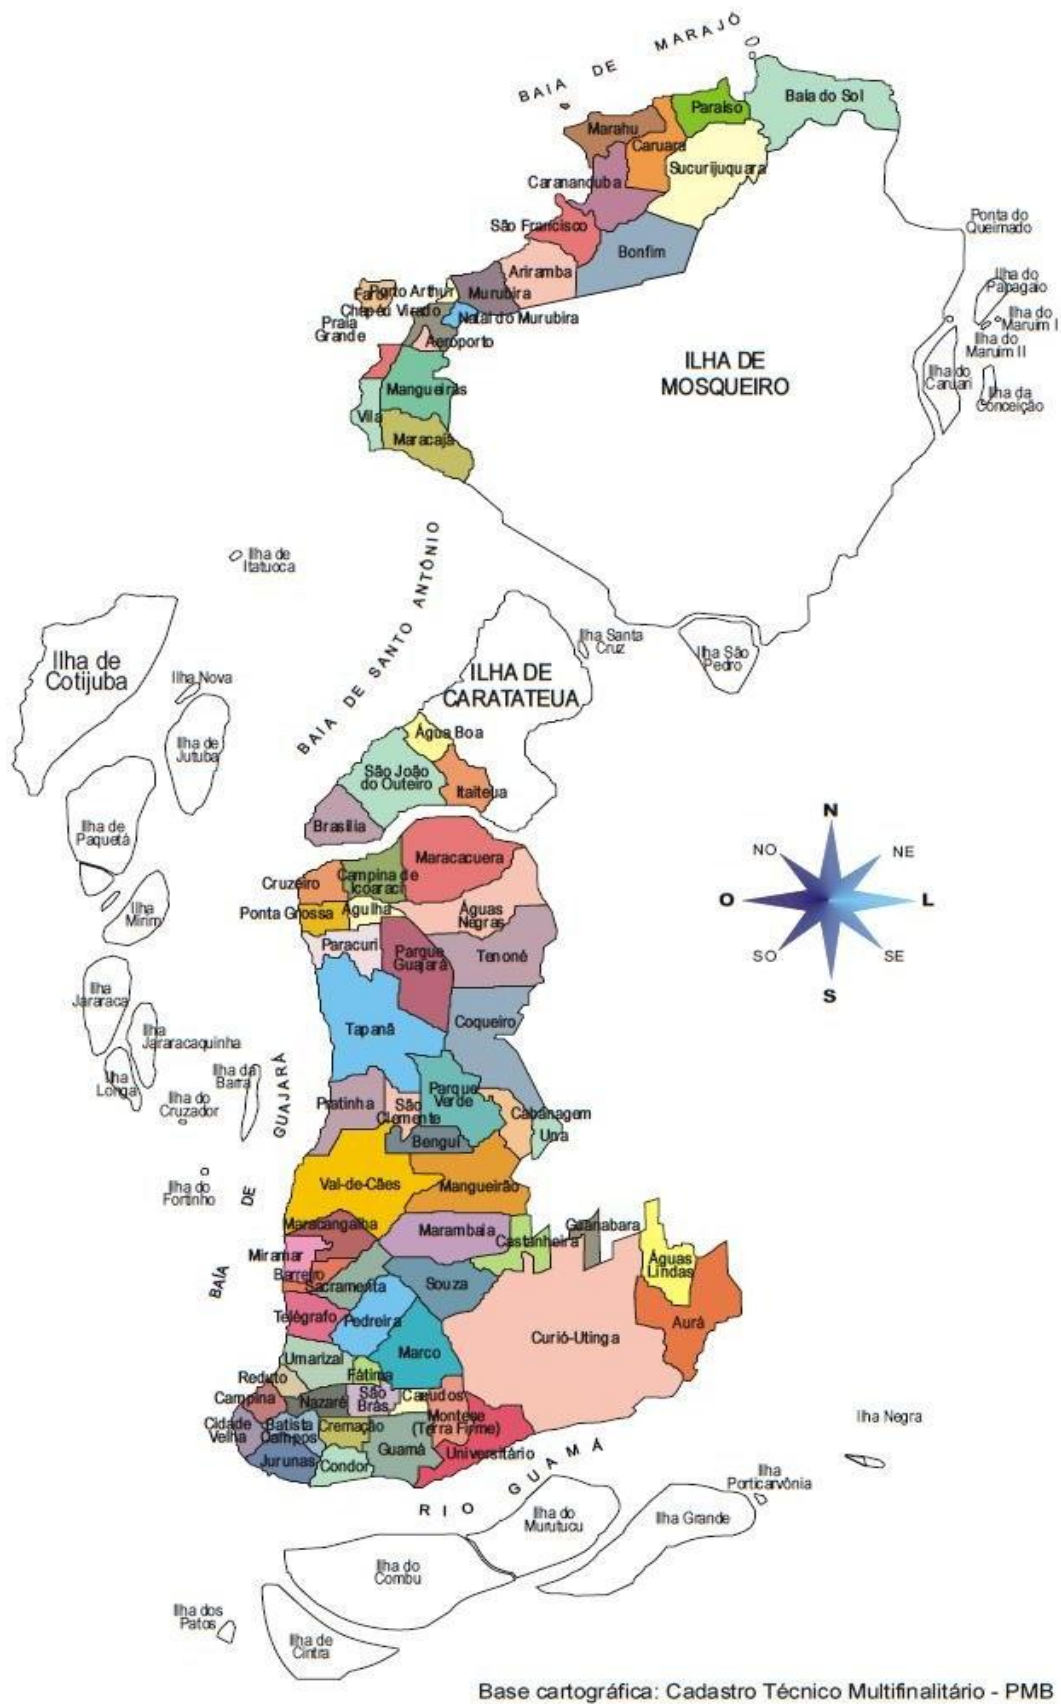 BAIA DE MARAJÓ
Paraíso
Baia do Sol
Marahu
Caruara
Sucurijuquara
Carananduba
São Francisco
Bonfim
Ariramba
Ponta do
Queimado
Ilha do
Papagaio
Ilha do
Maruim I
Ilha do
Maruim II
Ilha do
Caruari
Ilha da
Conceição
Farol
Porto Arthur
Murubira
Chapéu Virado
Natal do Murubira
Praia
Grande
Aeroporto
ILHA DE
MOSQUEIRO
Mangueiras
Vila
Maracajá
BAIA DE SANTO ANTÔNIO
Ilha de
Itatuoca
Ilha Santa
Cruz
Ilha São
Pedro
Ilha de
Cotijuba
Ilha Nova
Ilha de
Jutuba
ILHA DE
CARATATEUA
Água Boa
São João
do Outeiro
Itaiteua
Brasília
Ilha de
Paquetá
Maracacuera
Campina de
Icoaraci
Cruzeiro
Ponta Grossa
Agulha
Águas
Negras
Ilha
Mirim
Paracuri
Parque
Guajará
Tenoné
N
NO
NE
O
L
SO
SE
S
Ilha
Jararaca
Tapanã
Coqueiro
Ilha
Jararacaquinha
Ilha
Longa
Ilha da
Barra
Ilha do
Cruzador
BAÍA DE GUAJARÁ
Pratinha
São
Clemente
Parque
Verde
Cabanagem
Una
Bengui
Ilha do
Fortinho
Val-de-Cães
Mangueirão
Maracangalha
Marambaia
Castanheira
Guanabara
Miramar
Barreiro
Sacramenta
Souza
Águas
Lindas
Telégrafo
Pedreira
Curió-Utinga
Aurá
Umarizal
Marco
Fátima
Reduto
Campina
Nazaré
São
Brás
Canudos
Cidade
Velha
Batista
Campos
Cremação
Montese
(Terra Firme)
Guamá
Universitário
Jurunas
Condor
Ilha Negra
RIO GUAMÁ
Ilha
Porticarvônia
Ilha do
Murutucu
Ilha Grande
Ilha do
Combu
Ilha dos
Patos
Ilha de
Cintra
Base cartográfica: Cadastro Técnico Multifinalitário - PMB